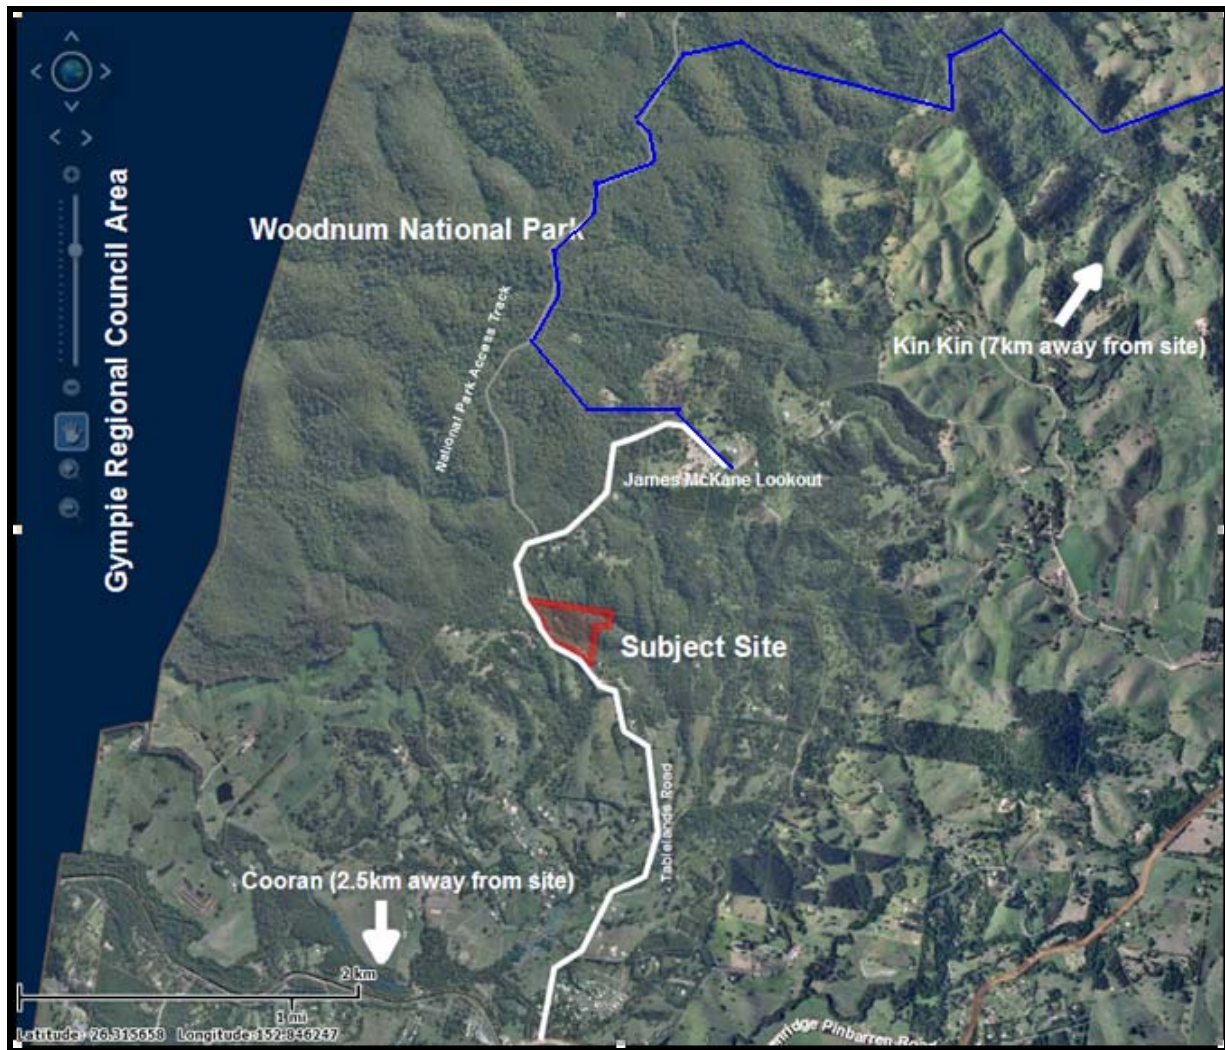 Gympie Regional Council Area
Woodnum National Park
National Park Access Track
Kin Kin (7km away from site)
James McKane Lookout
Subject Site
Tablelands Road
Cooran (2.5km away from site)
2 km
1 mi
Latitude: -26.315658 Longitude:152.846247
Pinbarren Road